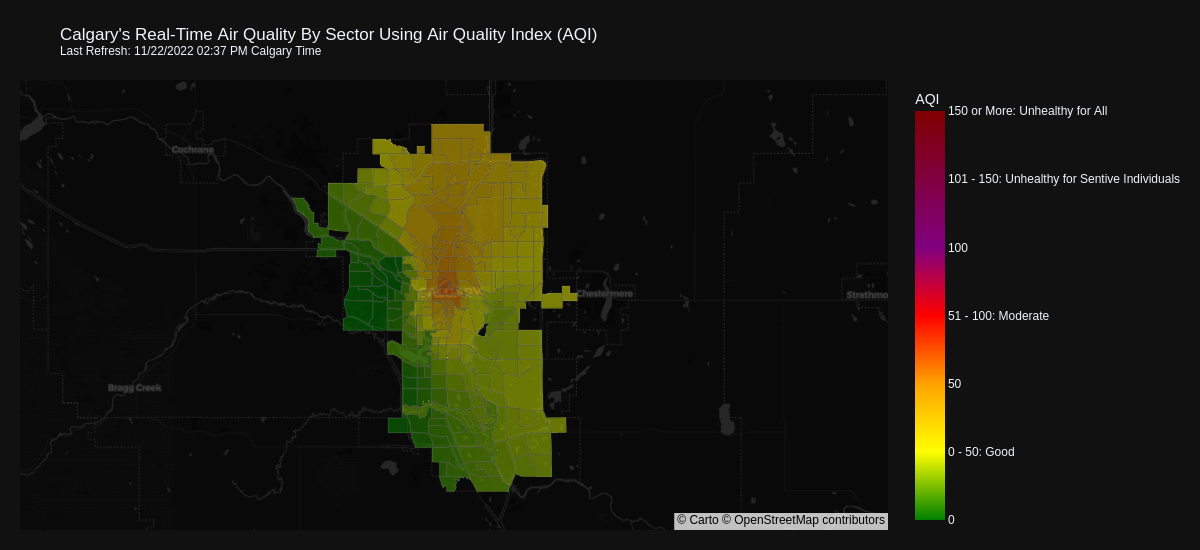 Calgary's Real-Time Air Quality By Sector Using Air Quality Index (AQI)
Last Refresh: 11/22/2022 02:37 PM Calgary Time
AQI
150 or More: Unhealthy for All
Cochrane
101 - 150: Unhealthy for Sentive Individuals
100
Chestermere
Strathmo
51 - 100: Moderate
50
Bragg Creek
0 - 50: Good
0
© Carto © OpenStreetMap contributors